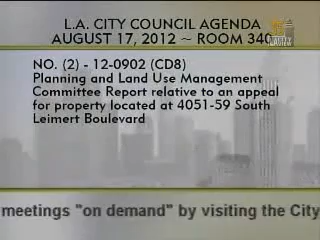 L.A. CITY COUNCIL AGENDA
AUGUST 17, 2012 ~ ROOM 340
NO. (2) - 12-0902 (CD8)
Planning and Land Use Management
Committee Report relative to an appeal
for property located at 4051-59 South
Leimert Boulevard
meetings "on demand" by visiting the City